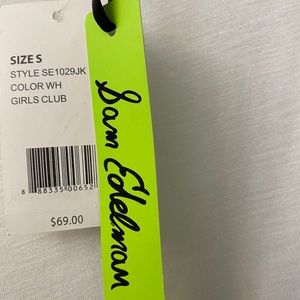 SIZE S
STYLE SE1029JK
COLOR WH
GIRLS CLUB
8 88335 00652
$69.00
Sam Edelman